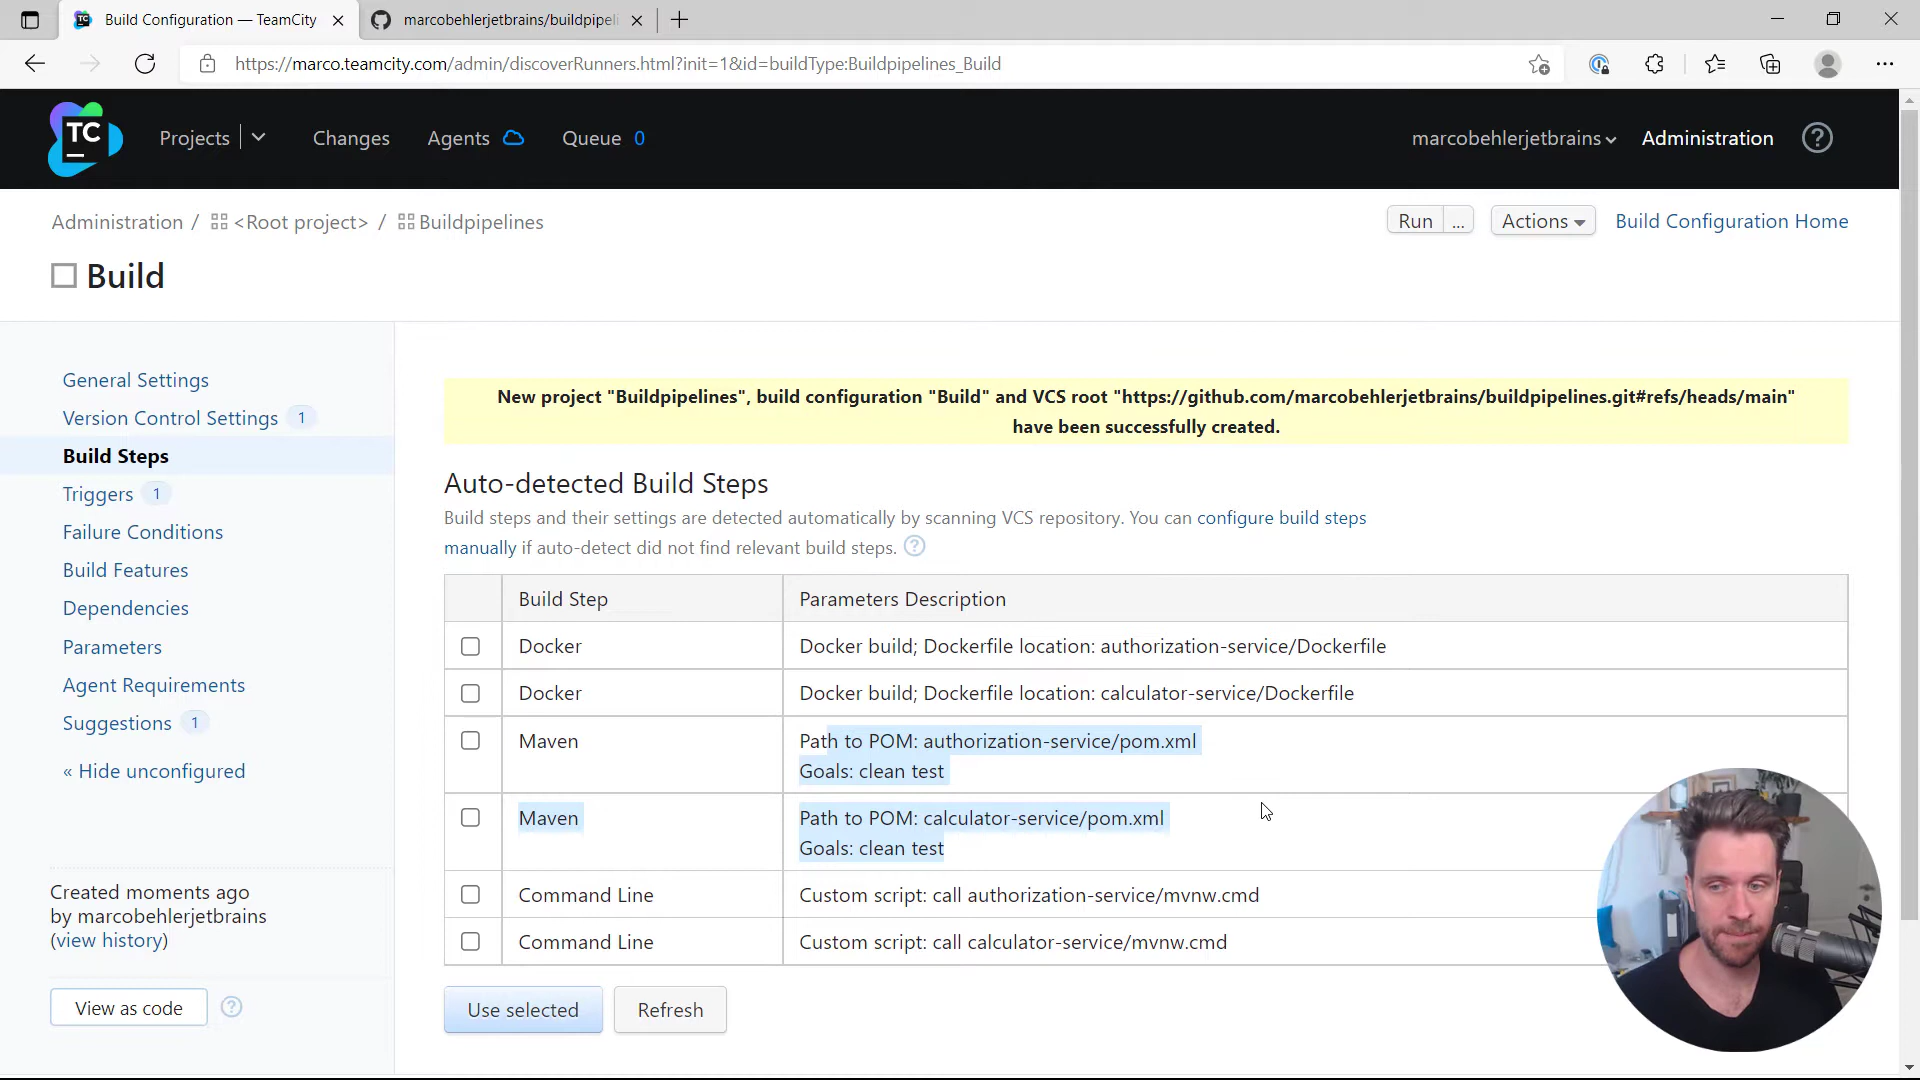 Build Configuration — TeamCity
marcobehlerjetbrains/buildpipeli
https://marco.teamcity.com/admin/discoverRunners.html?init=1&id=buildType:Buildpipelines_Build
TC
Projects
Changes
Agents
Queue 0
marcobehlerjetbrains
Administration
?
Administration / <Root project> / Buildpipelines
Run ...
Actions
Build Configuration Home
Build
General Settings
Version Control Settings 1
Build Steps
Triggers 1
Failure Conditions
Build Features
Dependencies
Parameters
Agent Requirements
Suggestions 1
« Hide unconfigured
Created moments ago
by marcobehlerjetbrains
(view history)
View as code ?
New project "Buildpipelines", build configuration "Build" and VCS root "https://github.com/marcobehlerjetbrains/buildpipelines.git#refs/heads/main"
have been successfully created.
Auto-detected Build Steps
Build steps and their settings are detected automatically by scanning VCS repository. You can configure build steps
manually if auto-detect did not find relevant build steps. ?
Build Step Parameters Description
Docker Docker build; Dockerfile location: authorization-service/Dockerfile
Docker Docker build; Dockerfile location: calculator-service/Dockerfile
Maven Path to POM: authorization-service/pom.xml
Goals: clean test
Maven Path to POM: calculator-service/pom.xml
Goals: clean test
Command Line Custom script: call authorization-service/mvnw.cmd
Command Line Custom script: call calculator-service/mvnw.cmd
Use selected
Refresh